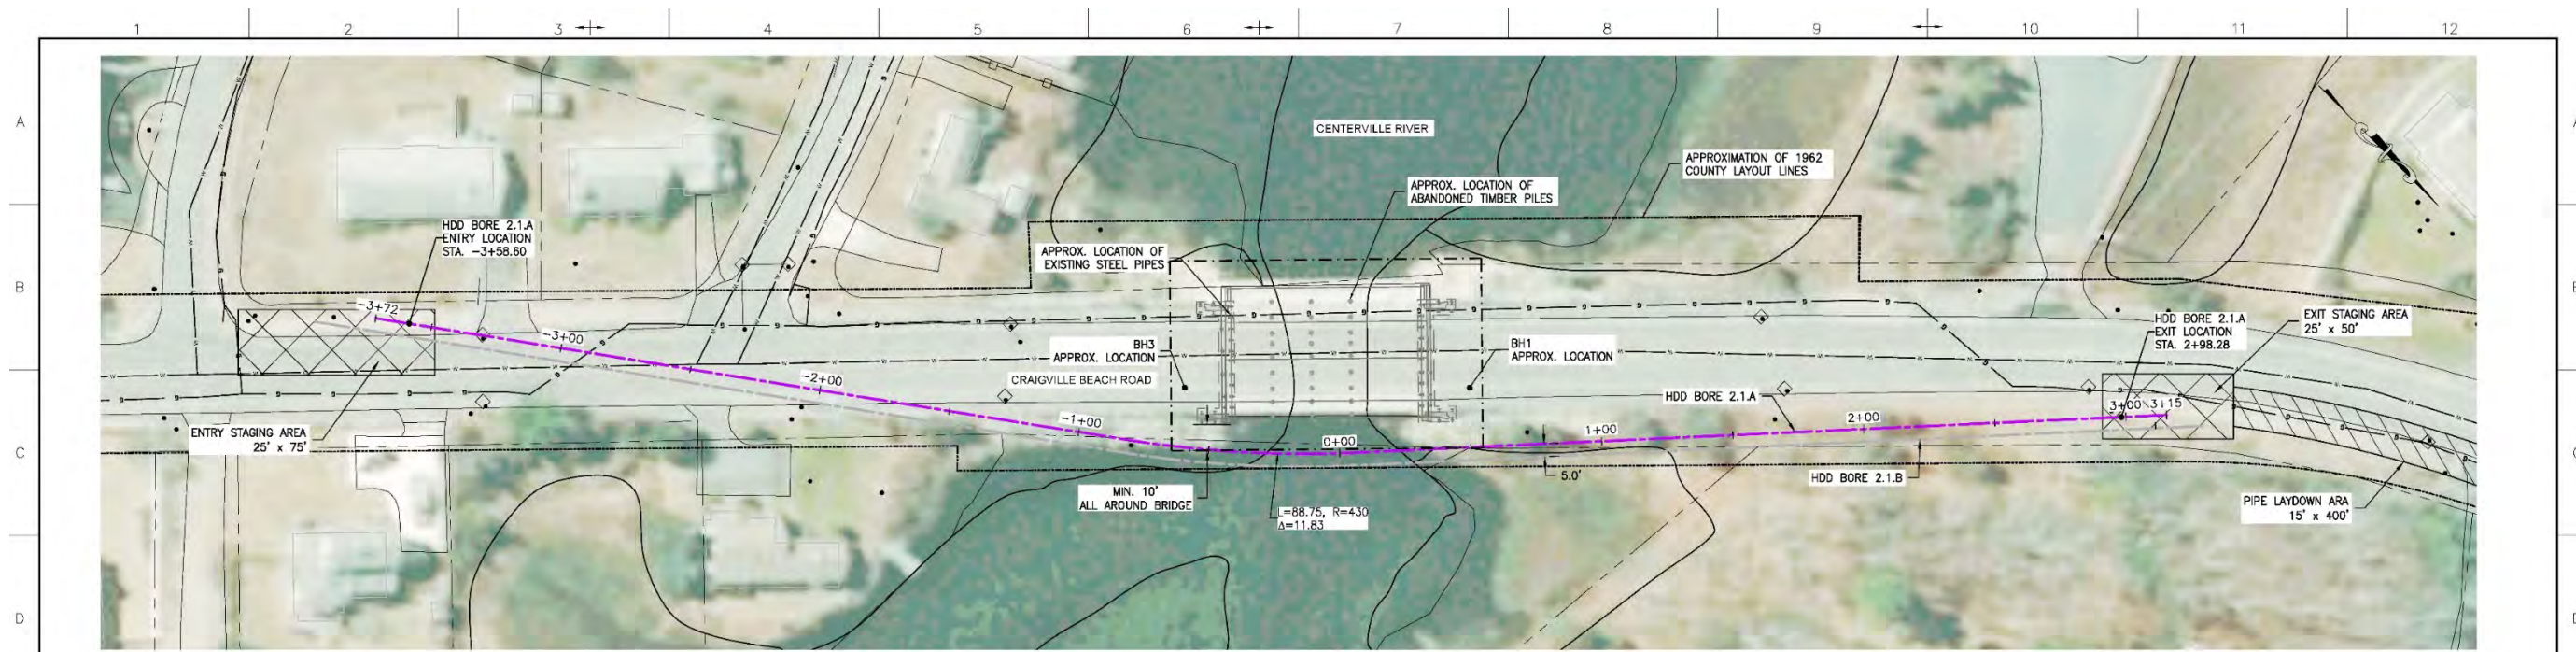 1 2 3 4 5 6 7 8 9 10 11 12
A
CENTERVILLE RIVER
APPROXIMATION OF 1962
COUNTY LAYOUT LINES
APPROX. LOCATION OF
ABANDONED TIMBER PILES
HDD BORE 2.1.A
ENTRY LOCATION
STA. -3+58.60
APPROX. LOCATION OF
EXISTING STEEL PIPES
B
-3+72
-3+00
-2+00
-1+00
0+00
1+00
2+00
3+00
3+15
HDD BORE 2.1.A
EXIT LOCATION
STA. 2+98.28
EXIT STAGING AREA
25' x 50'
BH3
APPROX. LOCATION
BH1
APPROX. LOCATION
CRAIGVILLE BEACH ROAD
HDD BORE 2.1.A
ENTRY STAGING AREA
25' x 75'
C
5.0'
HDD BORE 2.1.B
MIN. 10'
ALL AROUND BRIDGE
L=88.75, R=430
Δ=11.83
PIPE LAYDOWN ARA
15' x 400'
D